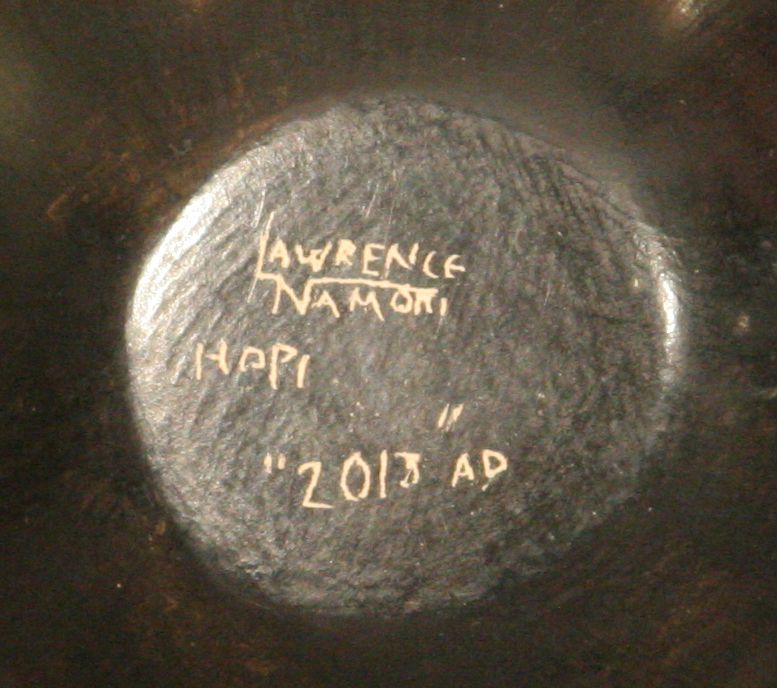 LAWRENCE
NAMOKI
HOPI
"2013 AD"